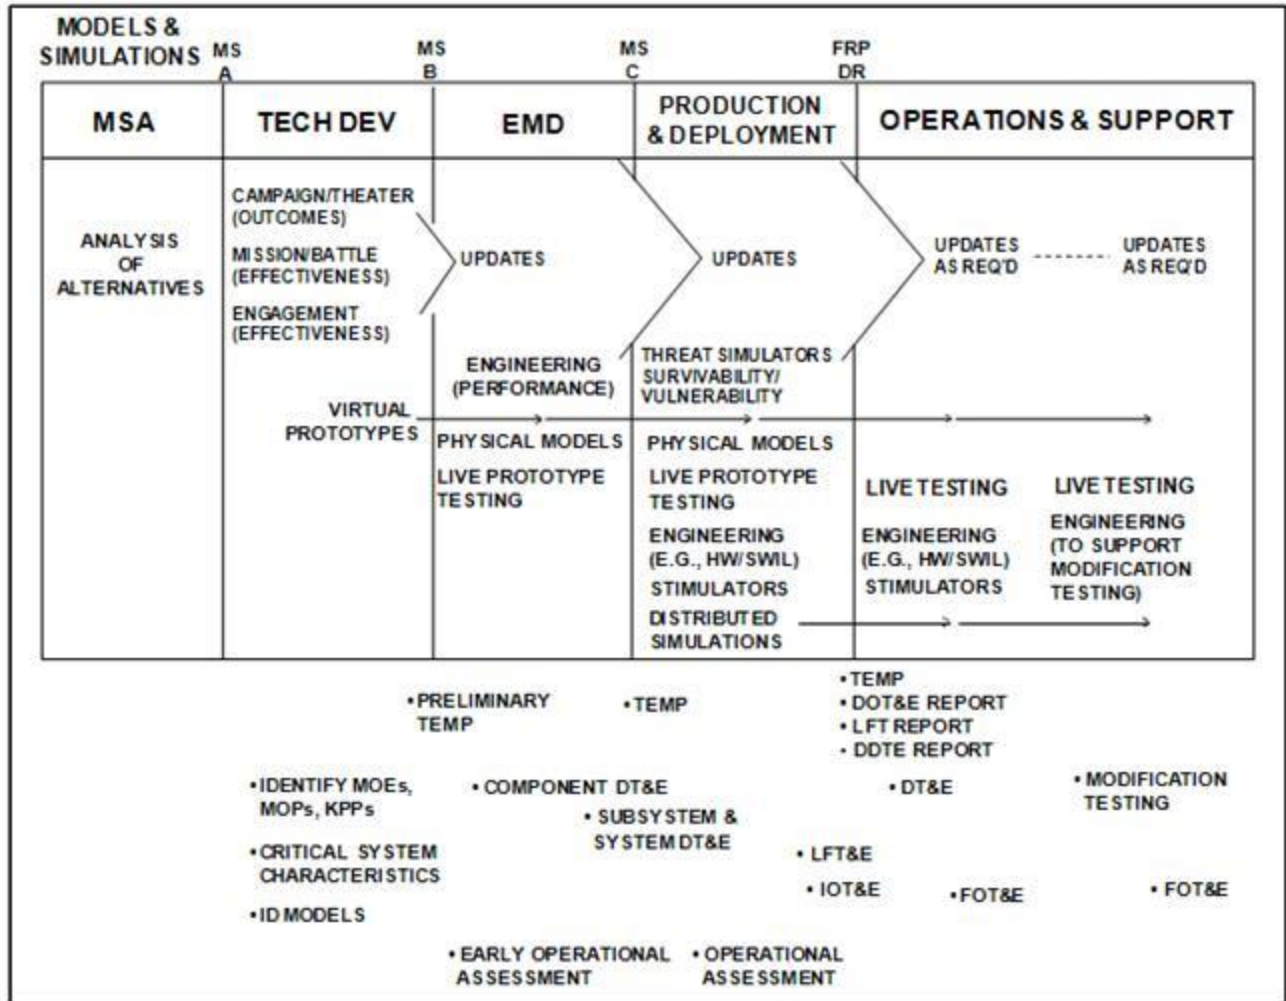 MODELS &
SIMULATIONS
MS
A
MS
B
MS
C
FRP
DR
MSA
TECH DEV
EMD
PRODUCTION
& DEPLOYMENT
OPERATIONS & SUPPORT
ANALYSIS
OF
ALTERNATIVES
CAMPAIGN/THEATER
(OUTCOMES)
MISSION/BATTLE
(EFFECTIVENESS)
ENGAGEMENT
(EFFECTIVENESS)
UPDATES
UPDATES
UPDATES
AS REQ'D
UPDATES
AS REQ'D
ENGINEERING
(PERFORMANCE)
THREAT SIMULATORS
SURVIVABILITY/
VULNERABILITY
VIRTUAL
PROTOTYPES
PHYSICAL MODELS
LIVE PROTOTYPE
TESTING
PHYSICAL MODELS
LIVE PROTOTYPE
TESTING
ENGINEERING
(E.G., HW/SWIL)
STIMULATORS
DISTRIBUTED
SIMULATIONS
LIVE TESTING
ENGINEERING
(E.G., HW/SWIL)
STIMULATORS
LIVE TESTING
ENGINEERING
(TO SUPPORT
MODIFICATION
TESTING)
• PRELIMINARY
TEMP
• TEMP
• TEMP
• DOT&E REPORT
• LFT REPORT
• DDTE REPORT
• IDENTIFY MOEs,
MOPs, KPPs
• COMPONENT DT&E
• SUBSYSTEM &
SYSTEM DT&E
• DT&E
• MODIFICATION
TESTING
• CRITICAL SYSTEM
CHARACTERISTICS
• LFT&E
• IOT&E
• FOT&E
• FOT&E
• ID MODELS
• EARLY OPERATIONAL
ASSESSMENT
• OPERATIONAL
ASSESSMENT